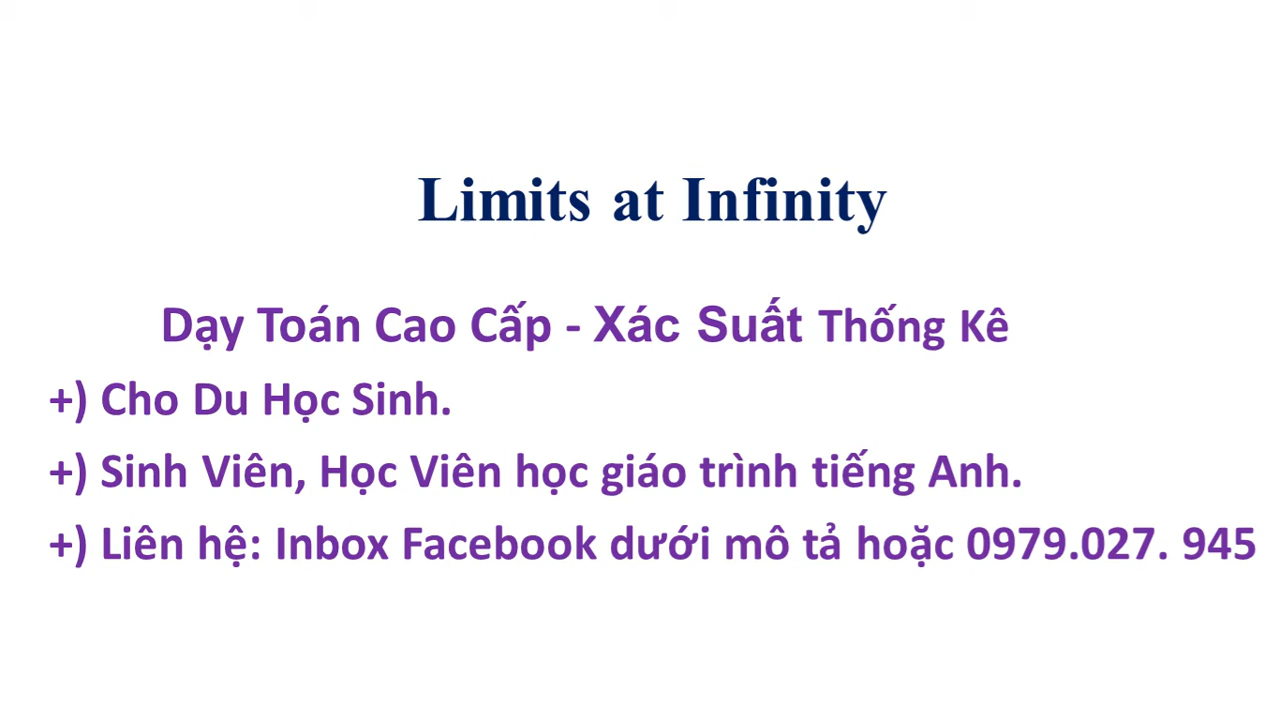 Limits at Infinity
Dạy Toán Cao Cấp - Xác Suất Thống Kê
+) Cho Du Học Sinh.
+) Sinh Viên, Học Viên học giáo trình tiếng Anh.
+) Liên hệ: Inbox Facebook dưới mô tả hoặc 0979.027. 945